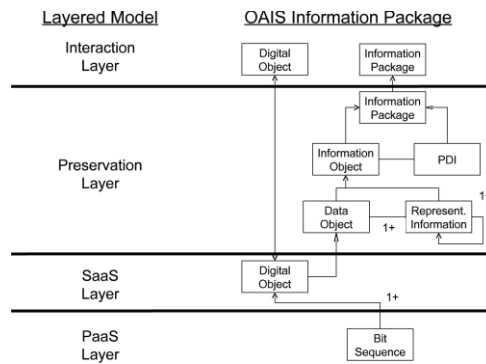 Layered Model
OAIS Information Package
Interaction
Layer
Digital
Object
Information
Package
Information
Package
Preservation
Layer
Information
Object
PDI
Data
Object
1+
Represent.
Information
1+
SaaS
Layer
Digital
Object
1+
PaaS
Layer
Bit
Sequence